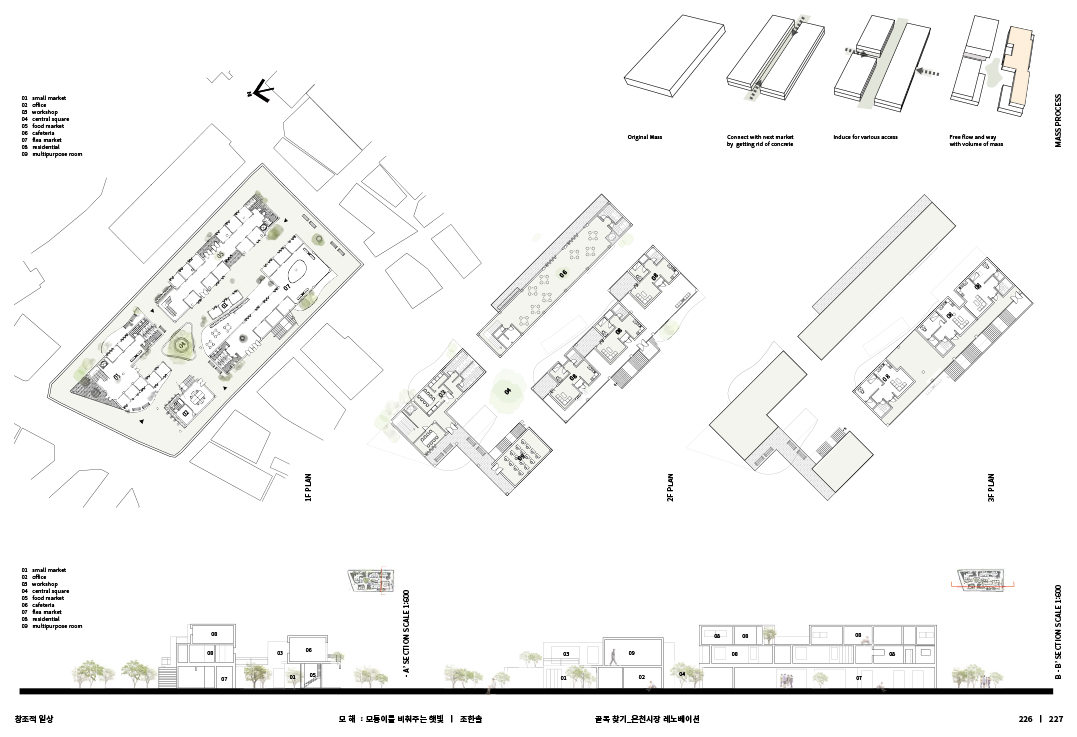 01 small market
02 office
03 workshop
04 central square
05 food market
06 cafeteria
07 flea market
08 residential
09 multipurpose room
Original Mass
Connect with next market
by getting rid of concrete
Induce for various access
Free flow and way
with volume of mass
MASS PROCESS
05
01
07
04
01
03
02
1F PLAN
06
08
08
08
04
03
2F PLAN
08
08
08
3F PLAN
01 small market
02 office
03 workshop
04 central square
05 food market
06 cafeteria
07 flea market
08 residential
09 multipurpose room
08
08
07
03
06
01
05
- A' SECTION SCALE 1:600
03
09
01
02
04
08
08
08
08
08
07
B - B' SECTION SCALE 1:600
창조적 일상
모 해 : 모퉁이를 비춰주는 햇빛 | 조한솔
골목 찾기_은천시장 레노베이션
226 | 227